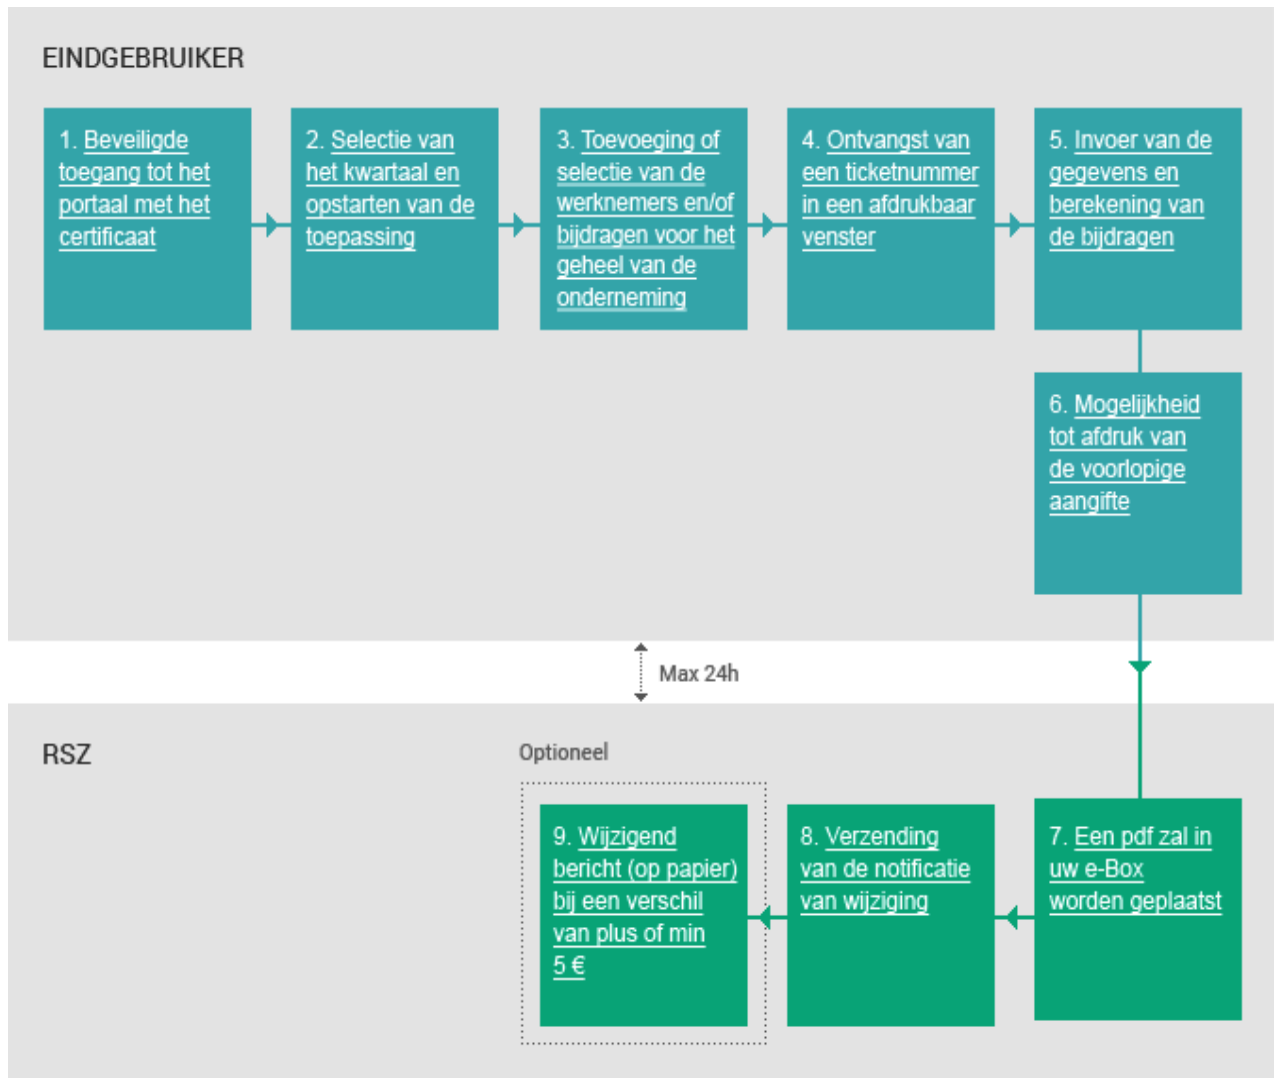 EINDGEBRUIKER
1. Beveiligde
toegang tot het
portaal met het
certificaat
2. Selectie van
het kwartaal en
opstarten van de
toepassing
3. Toevoeging of
selectie van de
werknemers en/of
bijdragen voor het
geheel van de
onderneming
4. Ontvangst van
een ticketnummer
in een afdrukbaar
venster
5. Invoer van de
gegevens en
berekening van
de bijdragen
6. Mogelijkheid
tot afdruk van
de voorlopige
aangifte
Max 24h
RSZ
Optioneel
7. Een pdf zal in
uw e-Box
worden geplaatst
8. Verzending
van de notificatie
van wijziging
9. Wijzigend
bericht (op papier)
bij een verschil
van plus of min
5 €